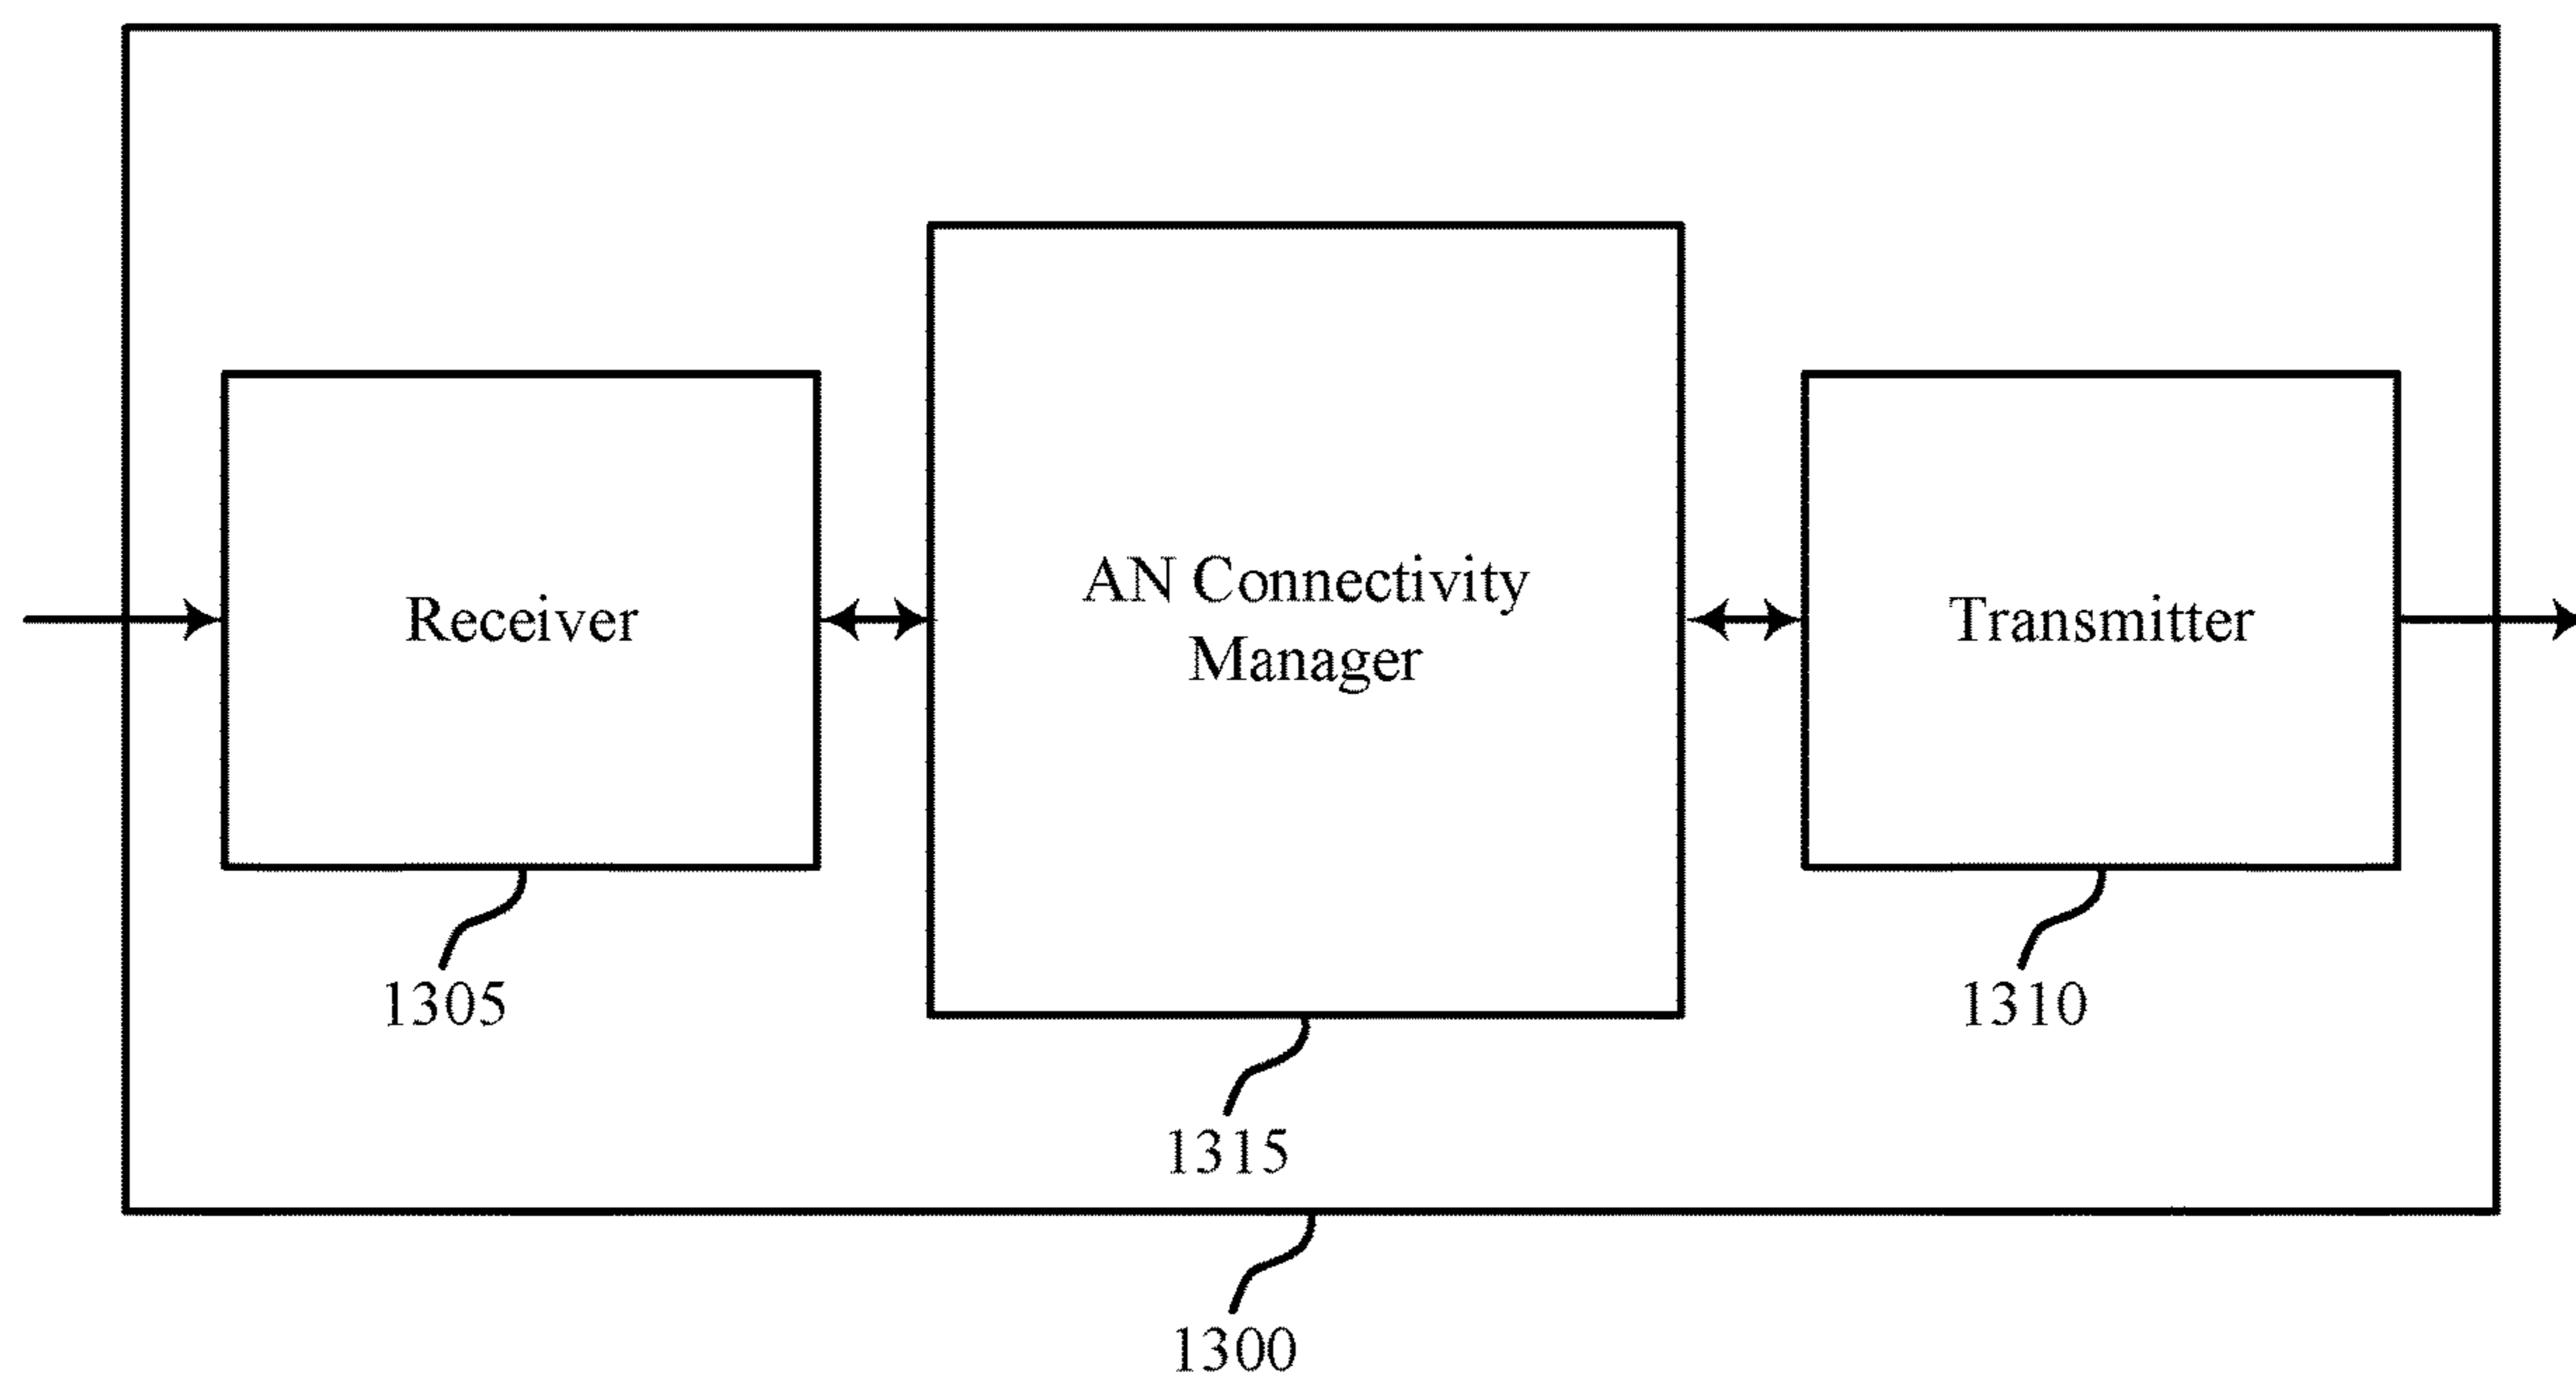 Receiver
AN Connectivity
Manager
Transmitter
1305
1310
1315
1300